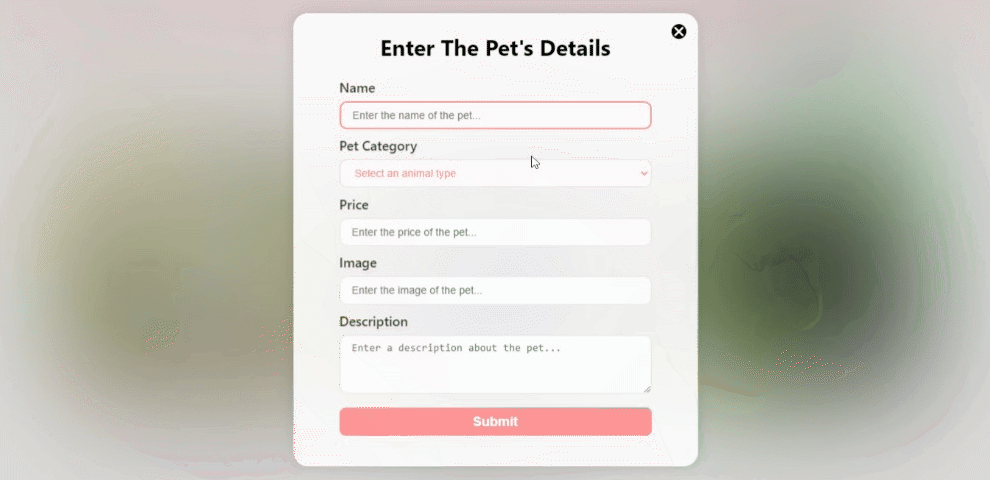 Enter The Pet's Details
Name
Enter the name of the pet...
Pet Category
Select an animal type
Price
Enter the price of the pet...
Image
Enter the image of the pet...
Description
Enter a description about the pet...
Submit